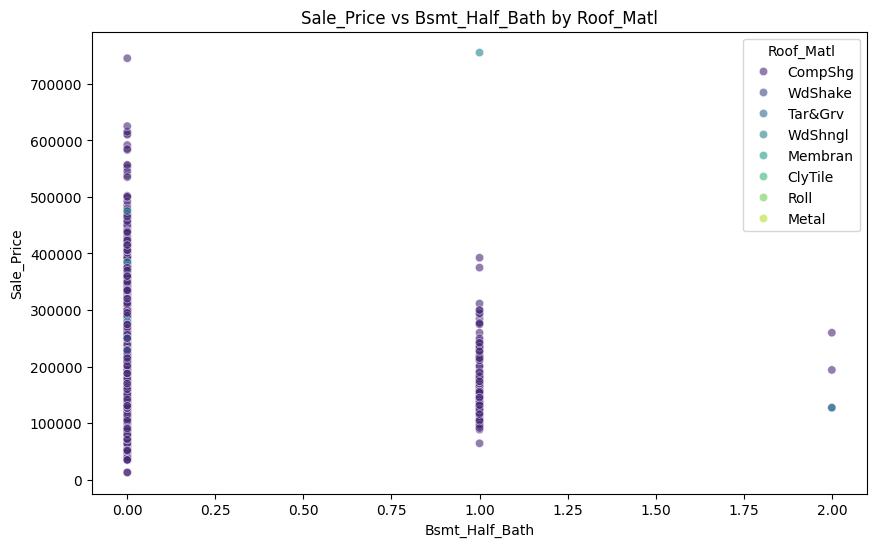 Sale_Price vs Bsmt_Half_Bath by Roof_Matl
Roof_Matl
CompShg
WdShake
Tar&Grv
WdShngl
Membran
ClyTile
Roll
Metal
Sale_Price
700000
600000
500000
400000
300000
200000
100000
0
0.00 0.25 0.50 0.75 1.00 1.25 1.50 1.75 2.00
Bsmt_Half_Bath